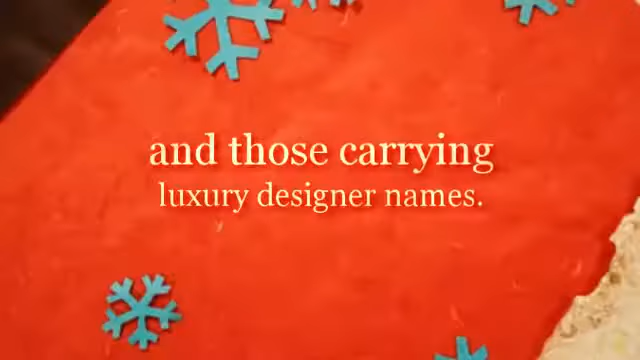 and those carrying
luxury designer names.